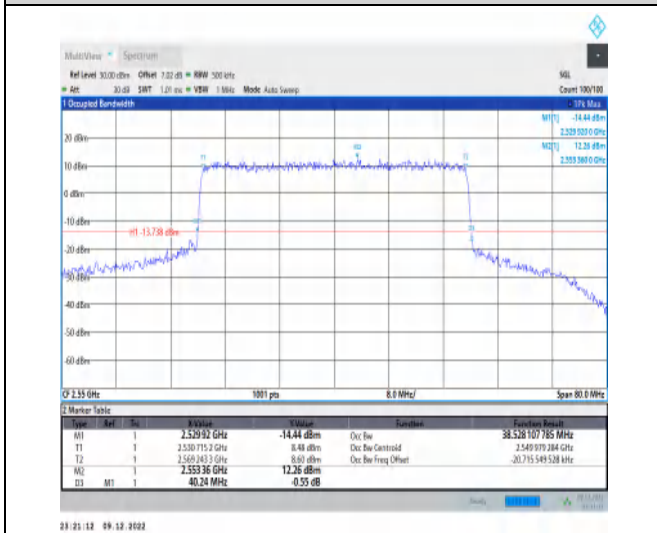 MultiView Spectrum
Ref Level 30.00 dBm Offset 7.02 dB RBW 500 kHz SGL
Att 30 dB SWT 1.01 ms VBW 1 MHz Mode Auto Sweep Count 100/100
1 Occupied Bandwidth 1Pk Max
M1[1] -14.44 dBm
2.529 920 0 GHz
20 dBm
M2[1] 12.26 dBm
2.553 360 0 GHz
M2
T1 T2
10 dBm
0 dBm
-10 dBm
H1 -13.738 dBm
-30 dBm
-40 dBm
-50 dBm
-60 dBm
CF 2.55 GHz 1001 pts 8.0 MHz/ Span 80.0 MHz
2 Marker Table
Type Ref Trc X-Value Y-Value Function Function Result
M1 1 2.52992 GHz -14.44 dBm Occ Bw 38.528 107 785 MHz
T1 1 2.530 715 2 GHz 8.48 dBm Occ Bw Centroid 2.549 979 284 GHz
T2 1 2.569 243 3 GHz 8.60 dBm Occ Bw Freq Offset -20.715 549 528 kHz
M2 1 2.55336 GHz 12.26 dBm
D3 M1 1 40.24 MHz -0.55 dB
Ready
23:21:12 09.12.2022